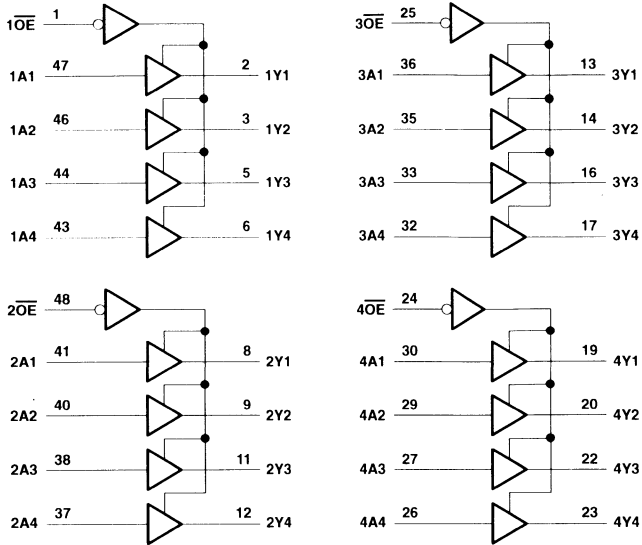 1OE 1
1A1 47 2 1Y1
1A2 46 3 1Y2
1A3 44 5 1Y3
1A4 43 6 1Y4
3OE 25
3A1 36 13 3Y1
3A2 35 14 3Y2
3A3 33 16 3Y3
3A4 32 17 3Y4
2OE 48
2A1 41 8 2Y1
2A2 40 9 2Y2
2A3 38 11 2Y3
2A4 37 12 2Y4
4OE 24
4A1 30 19 4Y1
4A2 29 20 4Y2
4A3 27 22 4Y3
4A4 26 23 4Y4